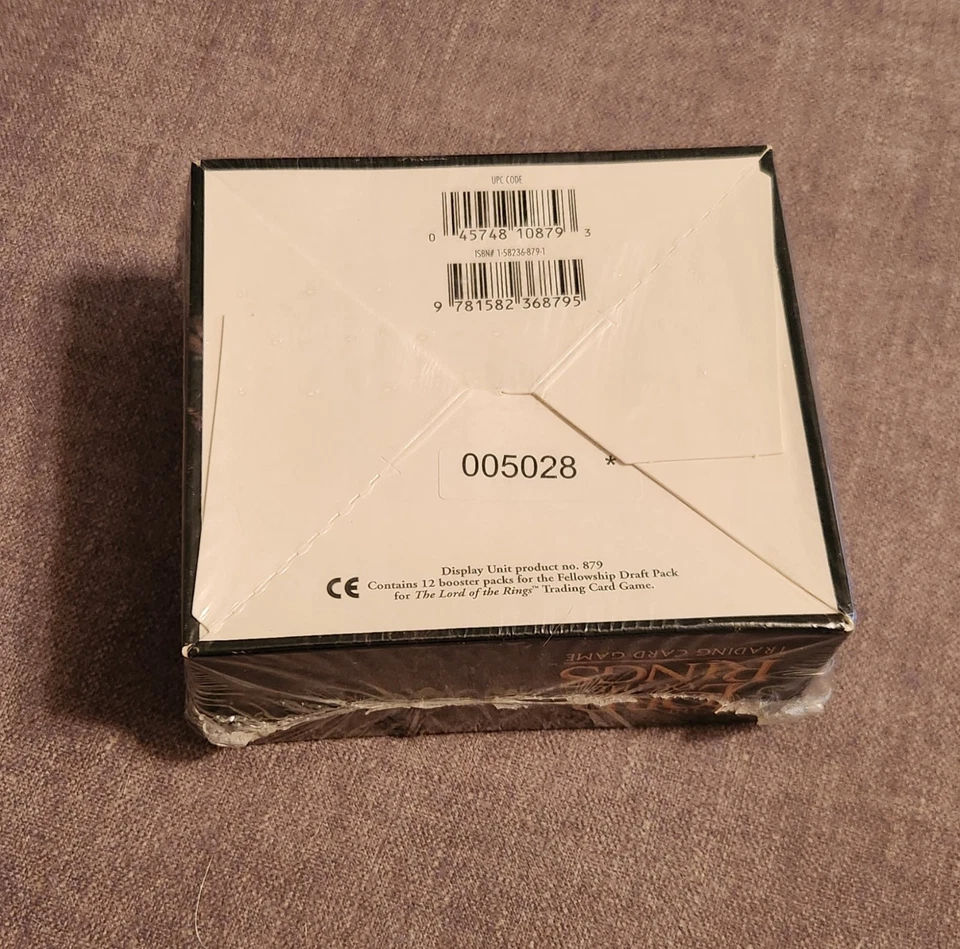 UPC CODE
0 45748 10879 3
ISBN# 1-58236-879-1
9 781582 368795
005028 *
Display Unit product no. 879
CE Contains 12 booster packs for the Fellowship Draft Pack
for The Lord of the Rings™ Trading Card Game.
TRADING CARD GAME
RINGS